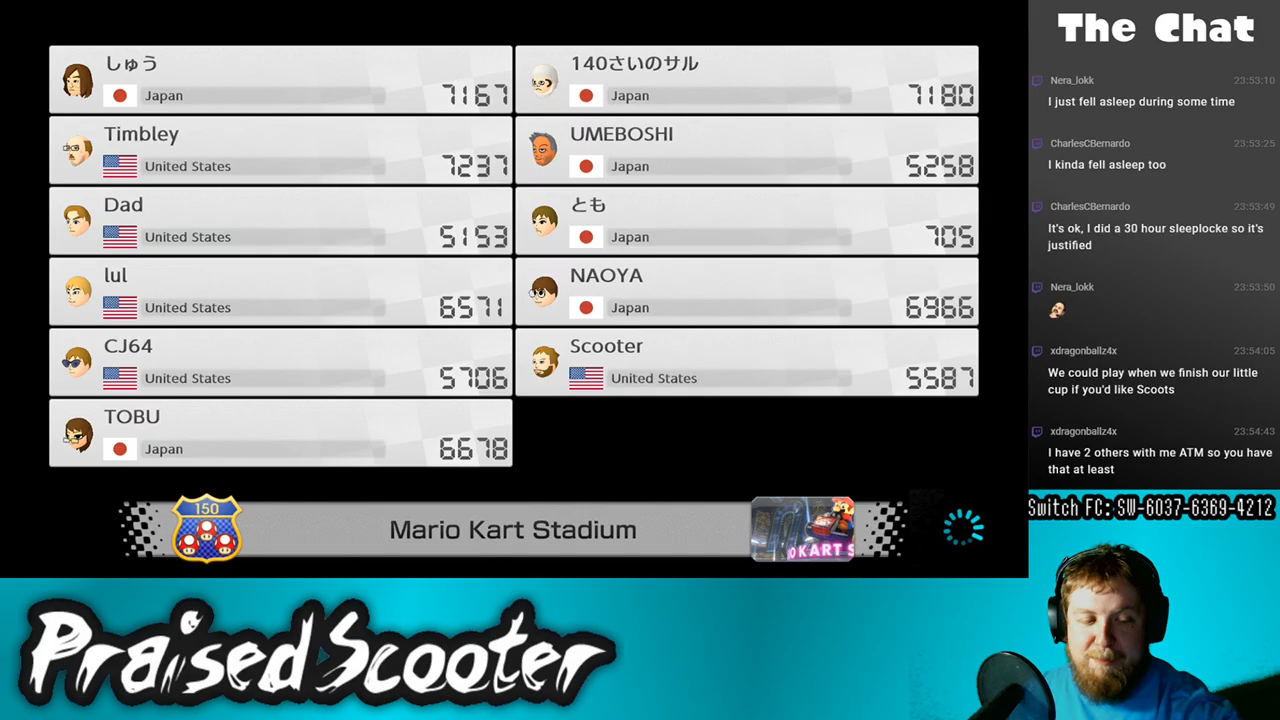 しゅう
Japan 7167
140さいのサル
Japan 7180
Timbley
United States 7237
UMEBOSHI
Japan 5258
Dad
United States 5153
とも
Japan 705
lul
United States 6571
NAOYA
Japan 6966
CJ64
United States 5706
Scooter
United States 5587
TOBU
Japan 6678
150
Mario Kart Stadium
O KART S
PraisedScooter
The Chat
Nera_lokk 23:53:10
I just fell asleep during some time
CharlesCBernardo 23:53:25
I kinda fell asleep too
CharlesCBernardo 23:53:49
It's ok, I did a 30 hour sleeplocke so it's
justified
Nera_lokk 23:53:50
xdragonballz4x 23:54:05
We could play when we finish our little
cup if you'd like Scoots
xdragonballz4x 23:54:43
I have 2 others with me ATM so you have
that at least
Switch FC: SW-6037-6369-4212